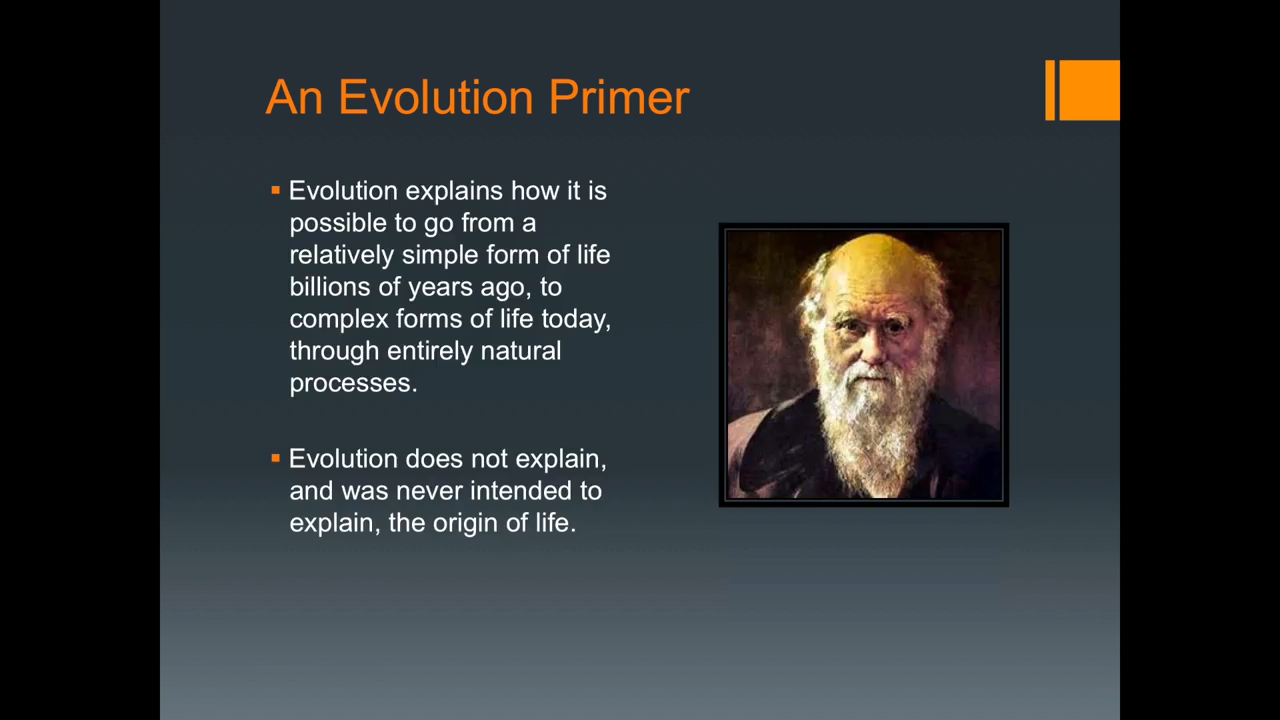 An Evolution Primer
Evolution explains how it is
possible to go from a
relatively simple form of life
billions of years ago, to
complex forms of life today,
through entirely natural
processes.
Evolution does not explain,
and was never intended to
explain, the origin of life.